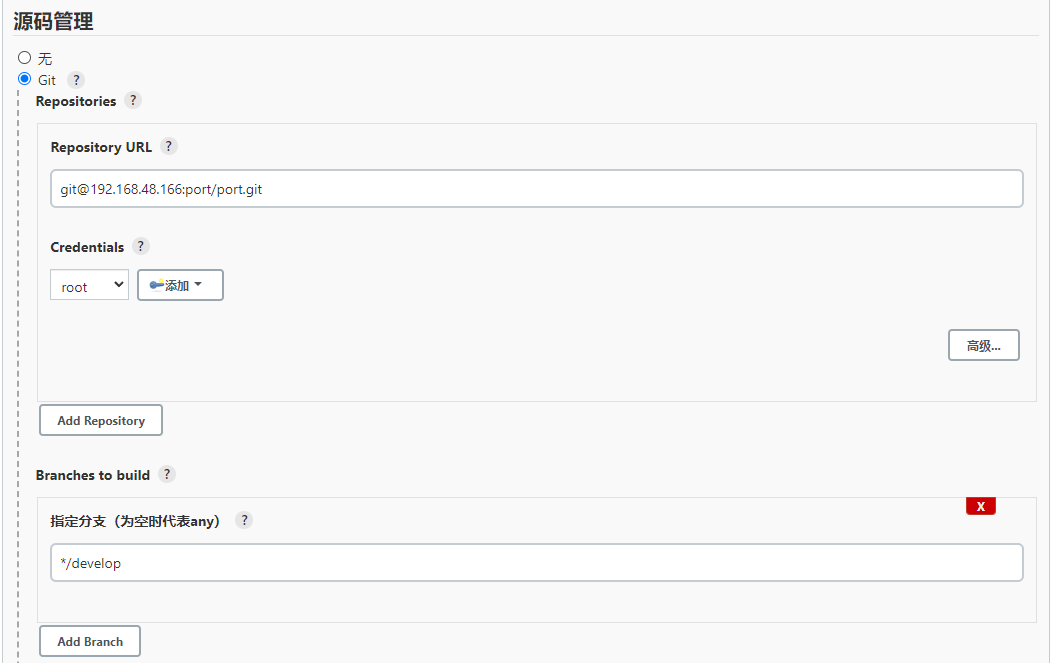 源码管理
无
Git ?
Repositories ?
Repository URL ?
git@192.168.48.166:port/port.git
Credentials ?
root 添加
高级...
Add Repository
Branches to build ?
X
指定分支（为空时代表any） ?
*/develop
Add Branch